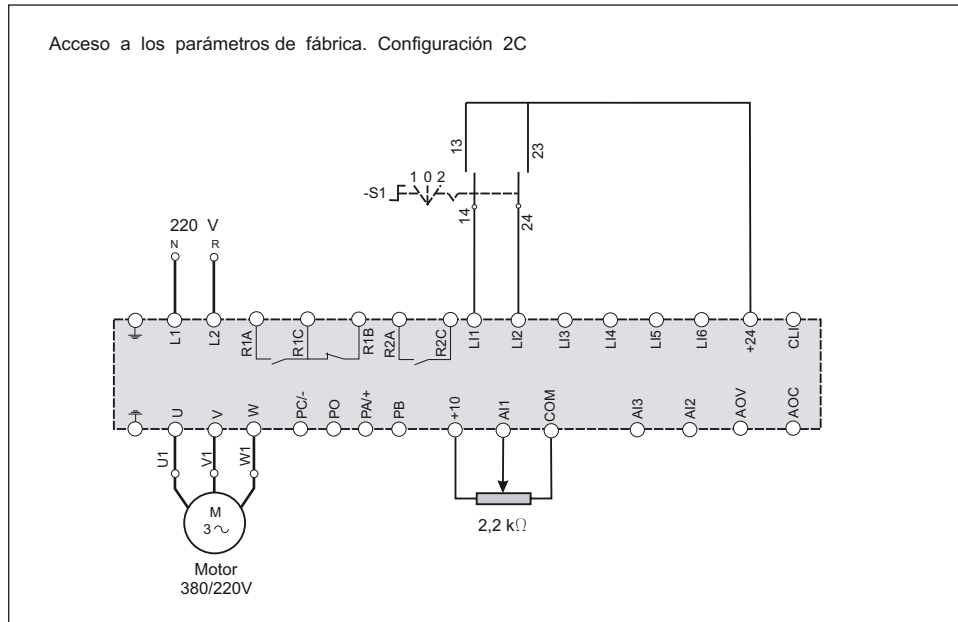 Acceso a los parámetros de fábrica. Configuración 2C
13
23
-S1
1 0 2
14
24
220 V
N
R
L1
L2
R1A
R1C
R1B
R2A
R2C
LI1
LI2
LI3
LI4
LI5
LI6
+24
CLI
U
V
W
PC/-
PO
PA/+
PB
+10
AI1
COM
AI3
AI2
AOV
AOC
U1
V1
W1
M
3 ~
2,2 kΩ
Motor
380/220V